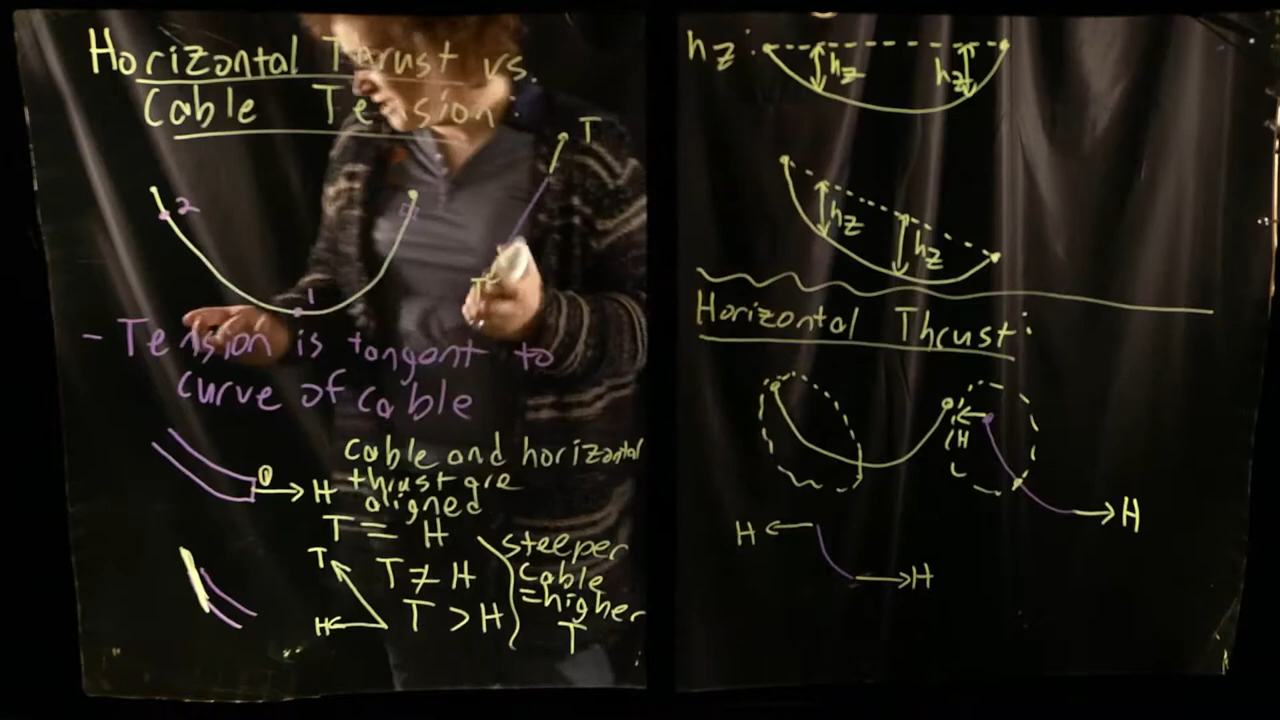 Horizontal Thrust vs.
Cable Tension:
T
2
1
T
- Tension is tangent to
curve of cable
cable and horizontal
thrust are
aligned
H
T = H
T
T ≠ H
H
T > H
steeper
cable
= higher
T
hz:
hz
hz
hz
hz
Horizontal Thrust:
H
H
H
H